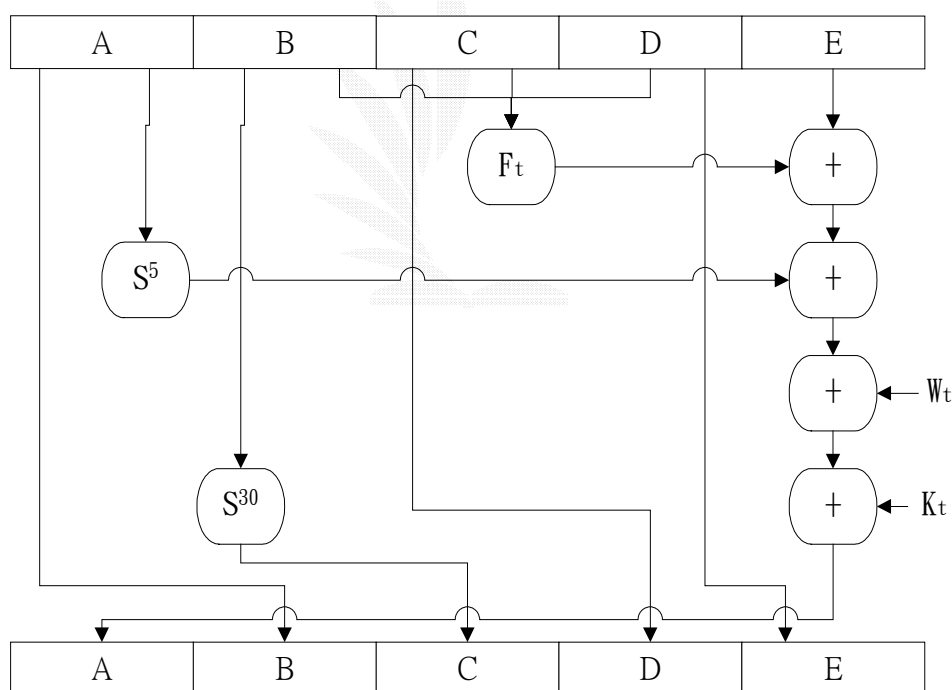 A B C D E
Ft +
S⁵ +
+ Wt
S³⁰ + Kt
A B C D E